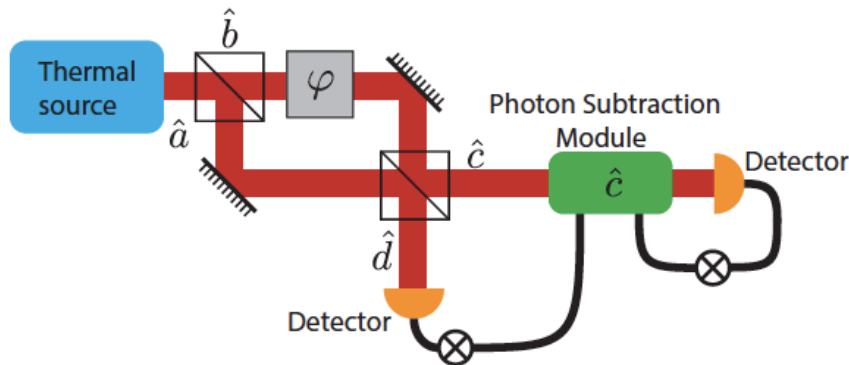 Thermal
source
b̂
φ
â
ĉ
d̂
Photon Subtraction
Module
ĉ
Detector
Detector